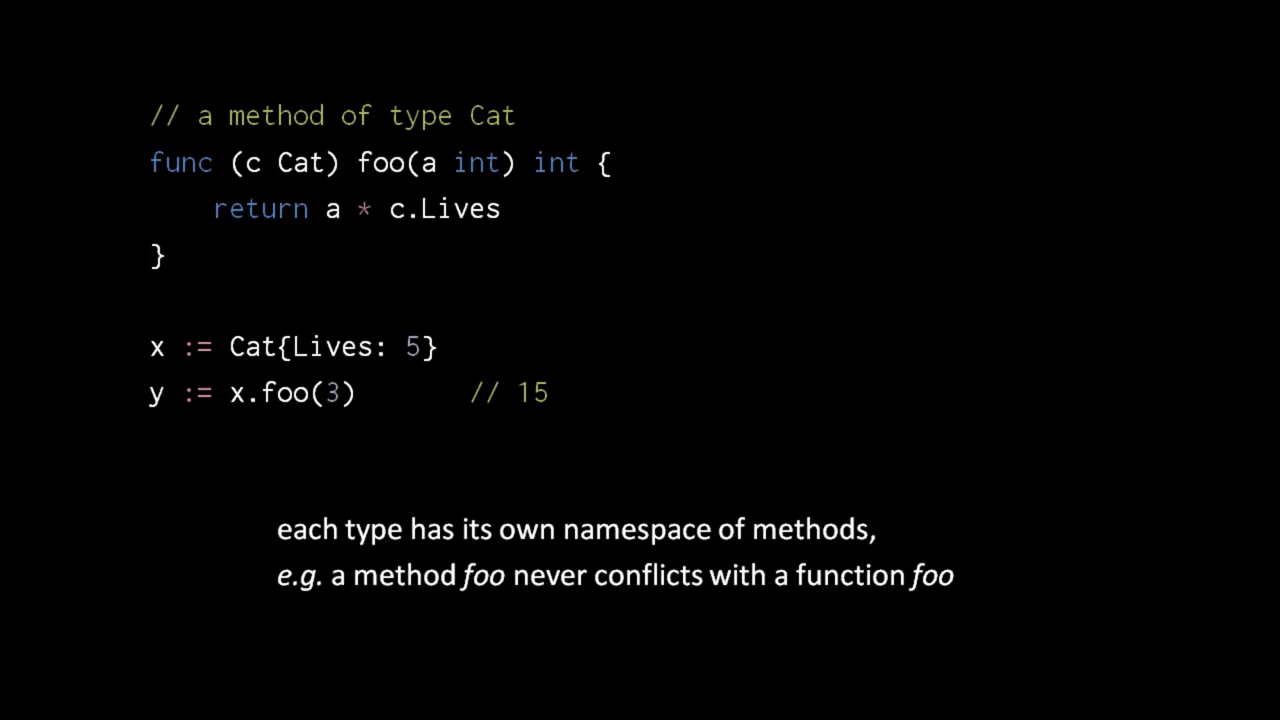 // a method of type Cat
func (c Cat) foo(a int) int {
    return a * c.Lives
}
x := Cat{Lives: 5}
y := x.foo(3)       // 15
each type has its own namespace of methods,
e.g. a method foo never conflicts with a function foo